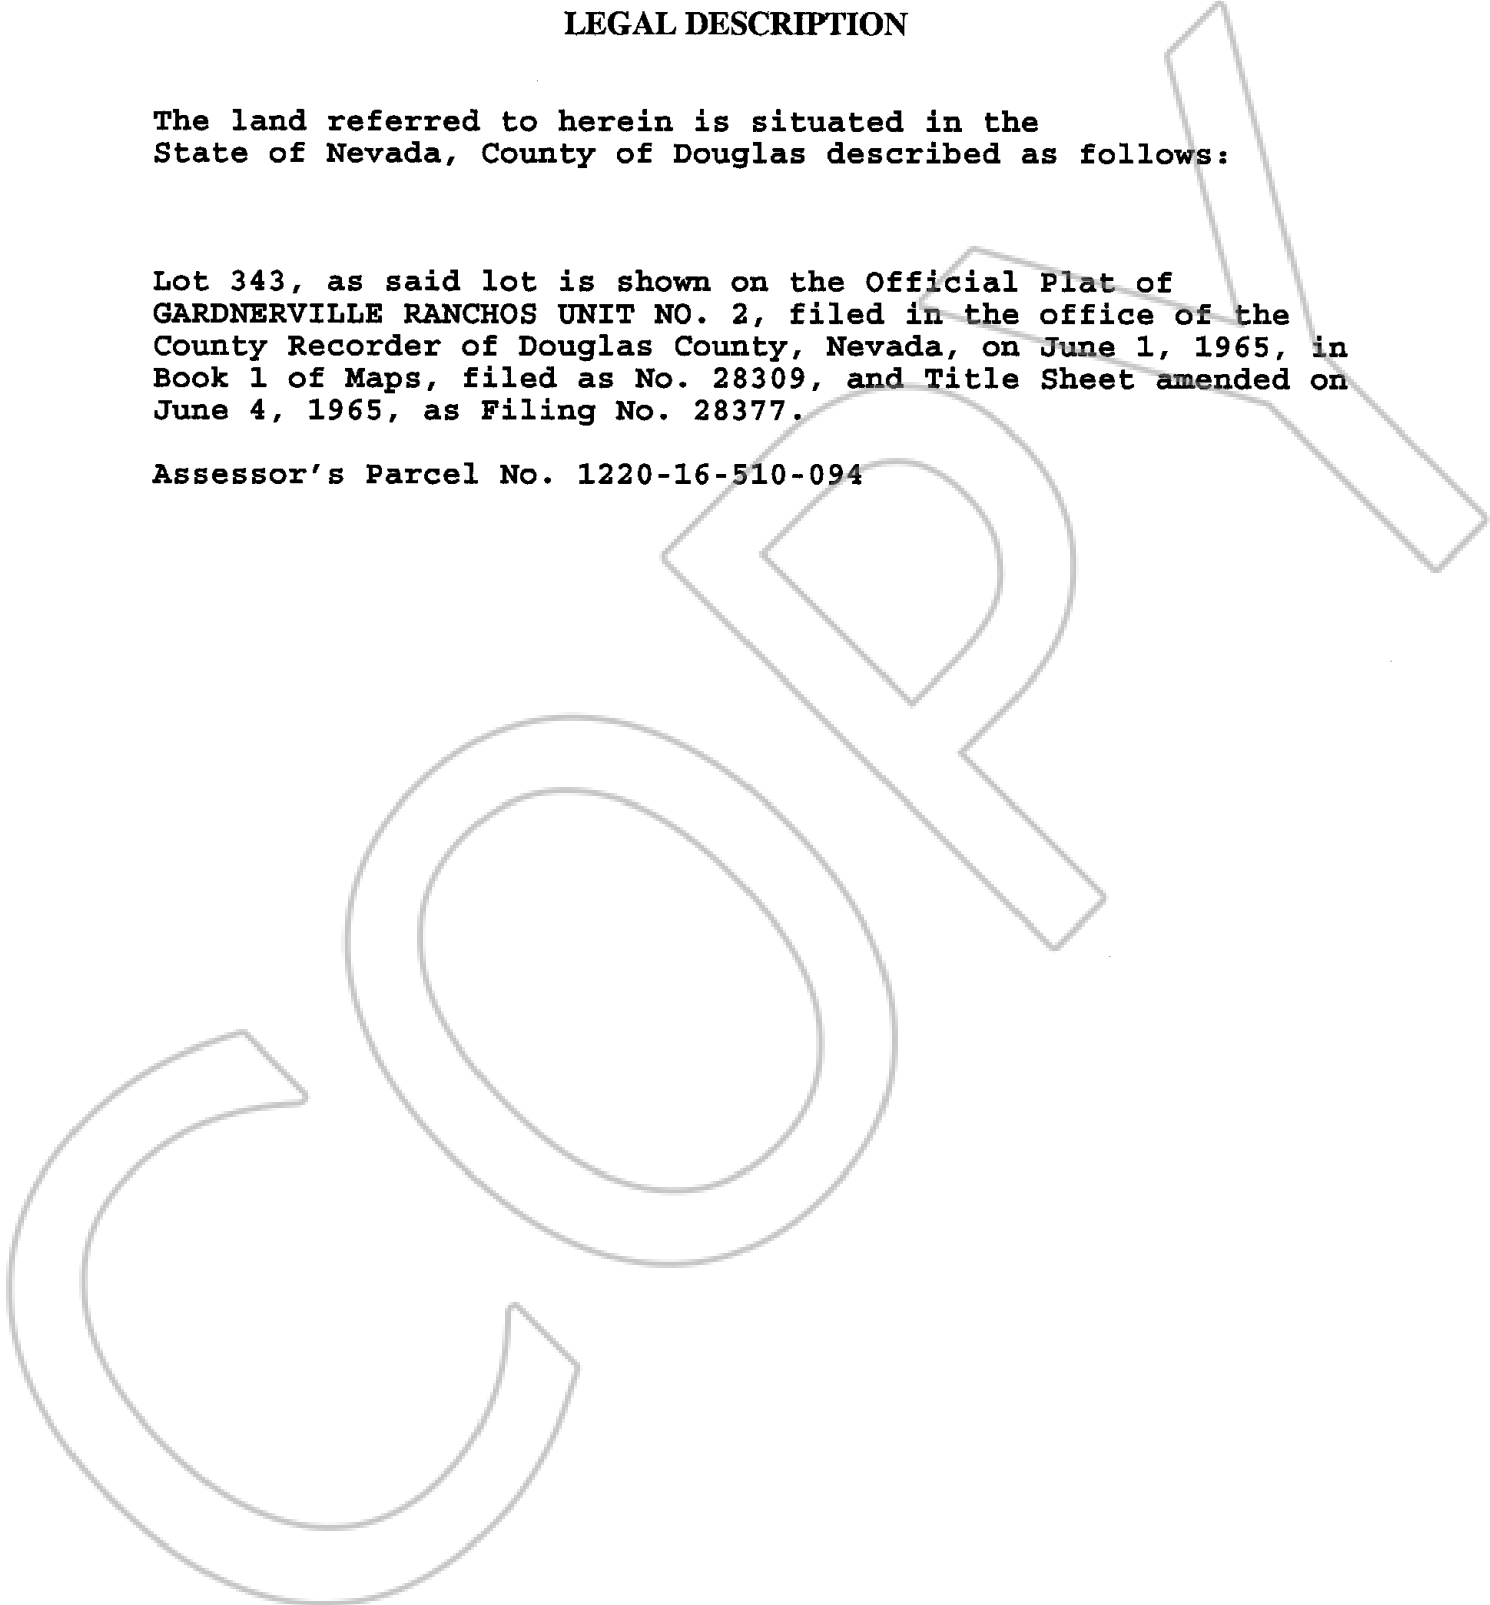 LEGAL DESCRIPTION
The land referred to herein is situated in the
State of Nevada, County of Douglas described as follows:
Lot 343, as said lot is shown on the Official Plat of
GARDNERVILLE RANCHOS UNIT NO. 2, filed in the office of the
County Recorder of Douglas County, Nevada, on June 1, 1965, in
Book 1 of Maps, filed as No. 28309, and Title Sheet amended on
June 4, 1965, as Filing No. 28377.
Assessor's Parcel No. 1220-16-510-094
COPY